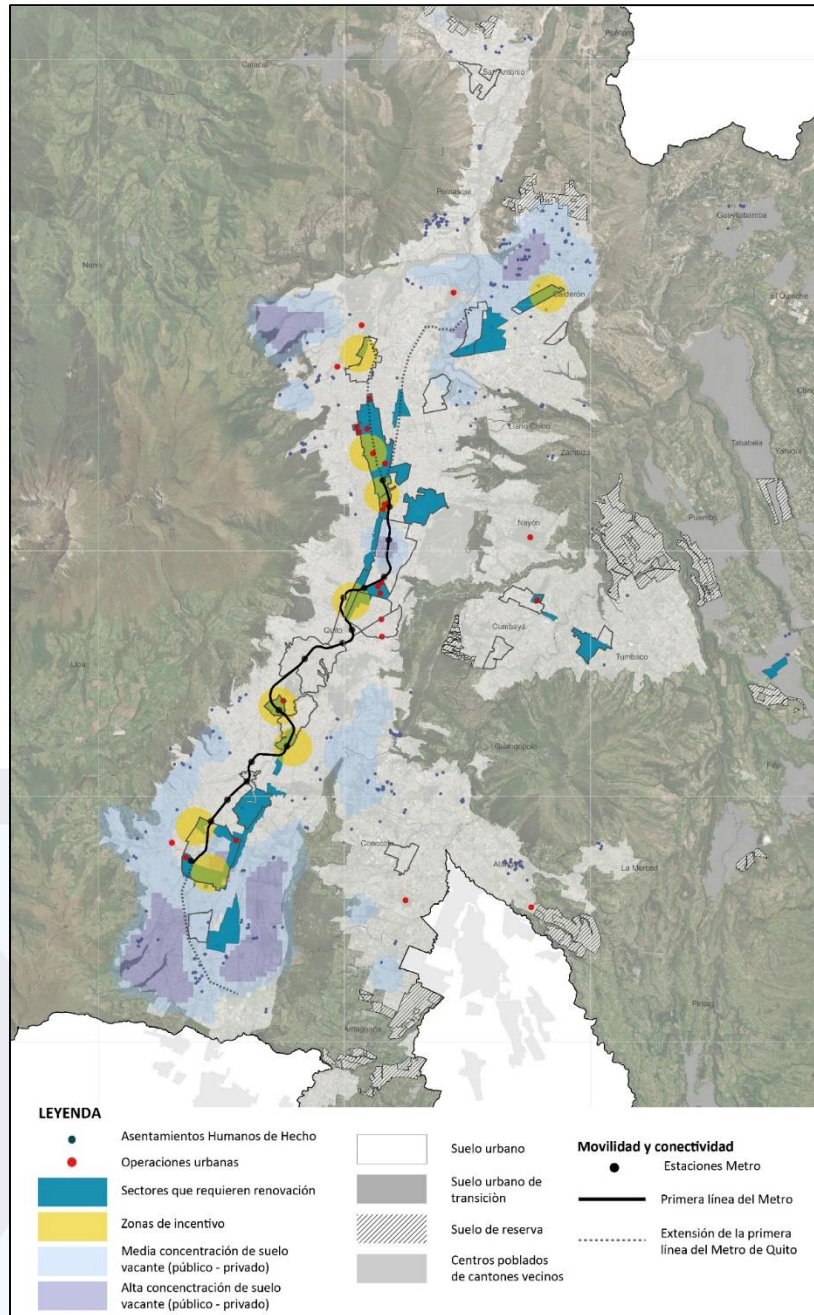 San Antonio
Pomasqui
Guayllabamba
Nono
Calderón
El Quinche
Llano Chico
Zámbiza
Tababela
Yaruquí
Puembo
Nayón
Quito
Cumbayá
Tumbaco
Lloa
Guangopolo
Pifo
Conocoto
Alangasí
La Merced
Píntag
Amaguaña
LEYENDA
Asentamientos Humanos de Hecho
Operaciones urbanas
Sectores que requieren renovación
Zonas de incentivo
Media concentración de suelo
vacante (público - privado)
Alta concenctración de suelo
vacante (público - privado)
Suelo urbano
Suelo urbano de
transiciòn
Suelo de reserva
Centros poblados
de cantones vecinos
Movilidad y conectividad
Estaciones Metro
Primera línea del Metro
Extensión de la primera
línea del Metro de Quito